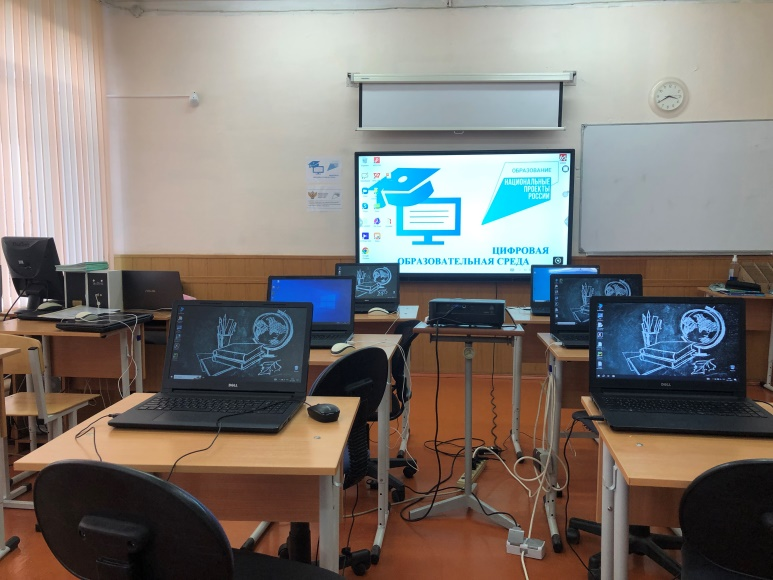 ОБРАЗОВАНИЕ
НАЦИОНАЛЬНЫЕ
ПРОЕКТЫ
РОССИИ
ЦИФРОВАЯ
ОБРАЗОВАТЕЛЬНАЯ СРЕДА
DELL
DELL